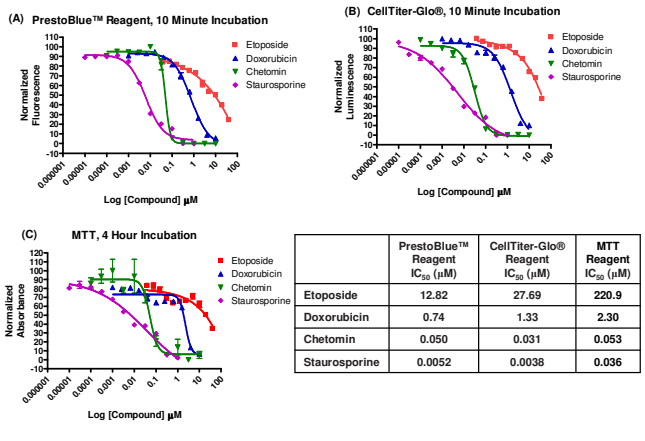 (A) PrestoBlue™ Reagent, 10 Minute Incubation
Normalized
Fluorescence
110
100
90
80
70
60
50
40
30
20
10
0
-10
0.000001
0.00001
0.0001
0.001
0.01
0.1
1
10
100
Log [Compound] µM
Etoposide
Doxorubicin
Chetomin
Staurosporine
(B) CellTiter-Glo®, 10 Minute Incubation
Normalized
Luminescence
110
100
90
80
70
60
50
40
30
20
10
0
-10
0.000001
0.00001
0.0001
0.001
0.01
0.1
1
10
100
Log [Compound] µM
Etoposide
Doxorubicin
Chetomin
Staurosporine
(C) MTT, 4 Hour Incubation
Normalized
Absorbance
120
110
100
90
80
70
60
50
40
30
20
10
0
-10
0.000001
0.00001
0.0001
0.001
0.01
0.1
1
10
100
Log [Compound] µM
Etoposide
Doxorubicin
Chetomin
Staurosporine
PrestoBlue™ Reagent IC50 (µM) CellTiter-Glo® Reagent IC50 (µM) MTT Reagent IC50 (µM)
Etoposide 12.82 27.69 220.9
Doxorubicin 0.74 1.33 2.30
Chetomin 0.050 0.031 0.053
Staurosporine 0.0052 0.0038 0.036